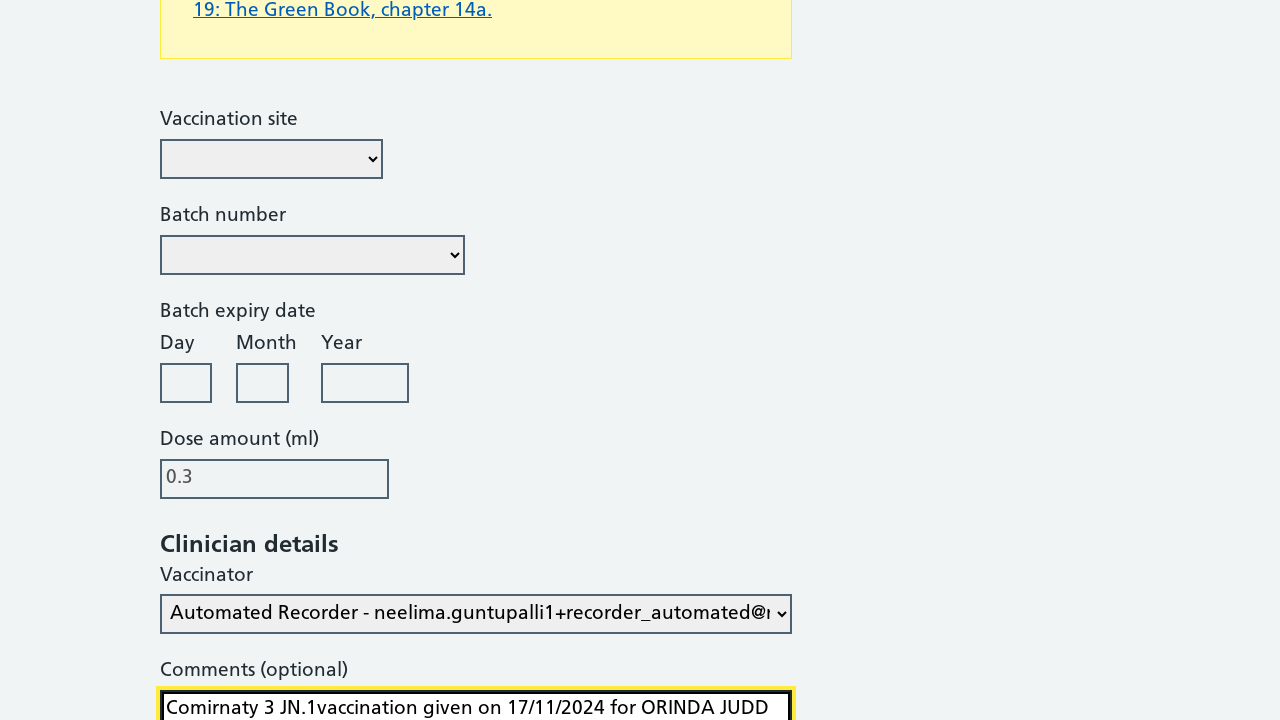 19: The Green Book, chapter 14a.
Vaccination site
Batch number
Batch expiry date
Day Month Year
Dose amount (ml)
0.3
Clinician details
Vaccinator
Automated Recorder - neelima.guntupalli1+recorder_automated@
Comments (optional)
Comirnaty 3 JN.1vaccination given on 17/11/2024 for ORINDA JUDD